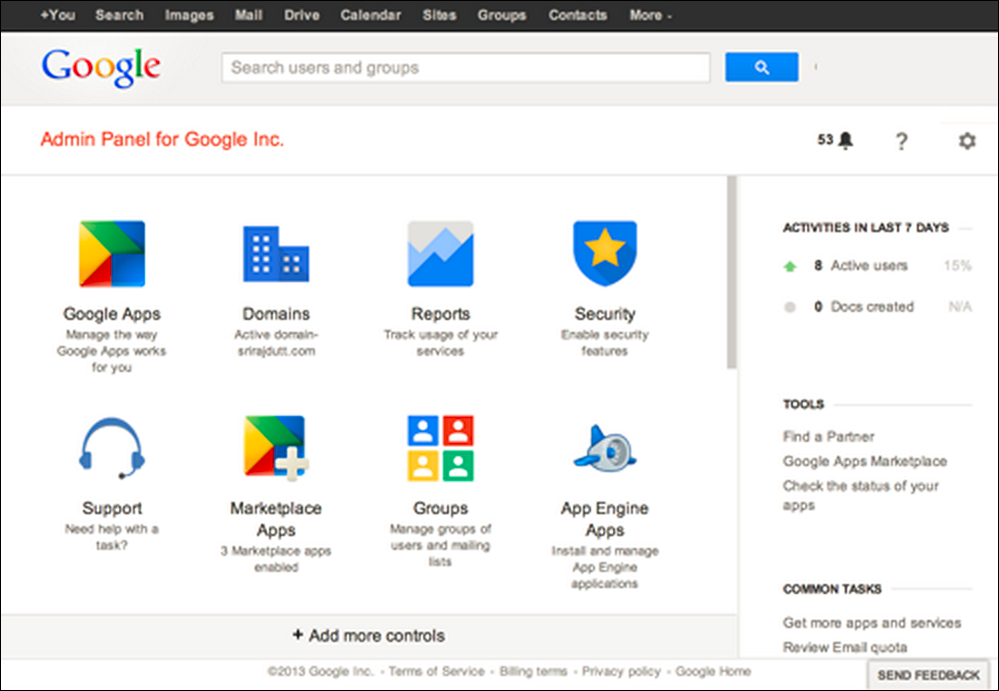 +You Search Images Mail Drive Calendar Sites Groups Contacts More
Google
Search users and groups
Admin Panel for Google Inc.
53
?
Google Apps
Manage the way
Google Apps works
for you
Domains
Active domain-
srirajdutt.com
Reports
Track usage of your
services
Security
Enable security
features
Support
Need help with a
task?
Marketplace
Apps
3 Marketplace apps
enabled
Groups
Manage groups of
users and mailing
lists
App Engine
Apps
Install and manage
App Engine
applications
+ Add more controls
ACTIVITIES IN LAST 7 DAYS
8 Active users 15%
0 Docs created N/A
TOOLS
Find a Partner
Google Apps Marketplace
Check the status of your
apps
COMMON TASKS
Get more apps and services
Review Email quota
©2013 Google Inc. - Terms of Service - Billing terms - Privacy policy - Google Home
SEND FEEDBACK